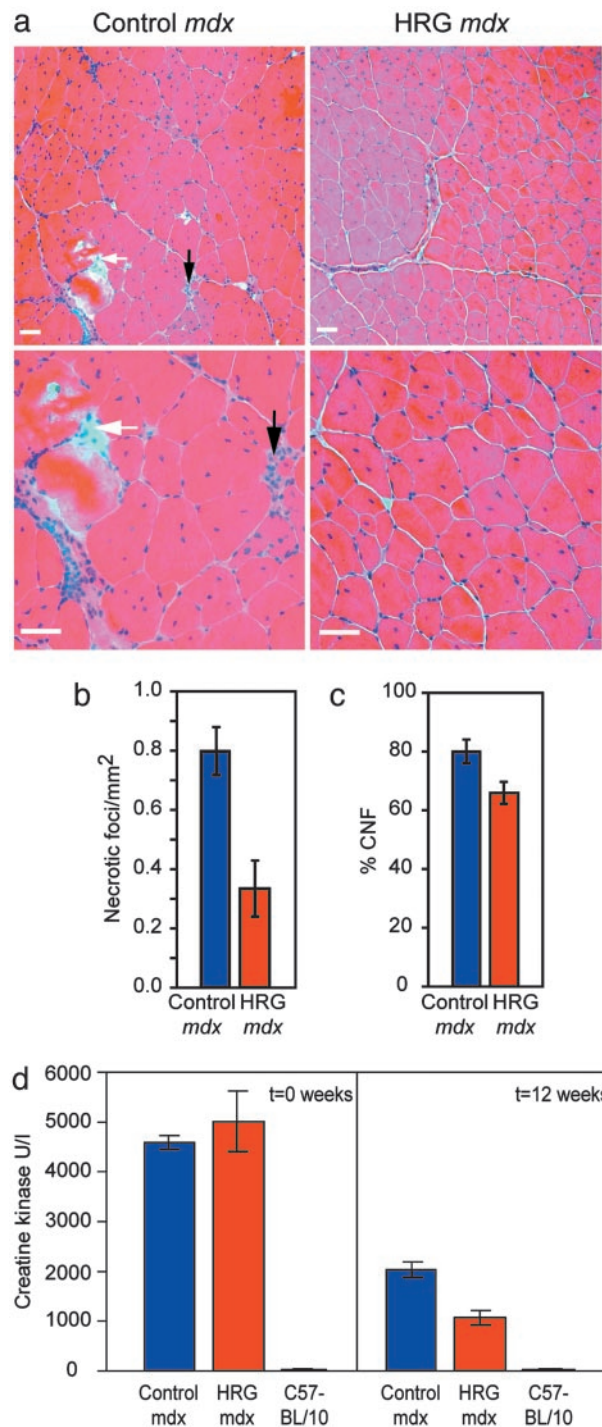 a
Control mdx
HRG mdx
b
Necrotic foci/mm2
1.0
0.8
0.6
0.4
0.2
0.0
Control HRG
mdx mdx
c
% CNF
100
80
60
40
20
0
Control HRG
mdx mdx
d
Creatine kinase U/l
6000
5000
4000
3000
2000
1000
0
t=0 weeks
t=12 weeks
Control HRG C57-
mdx mdx BL/10
Control HRG C57-
mdx mdx BL/10